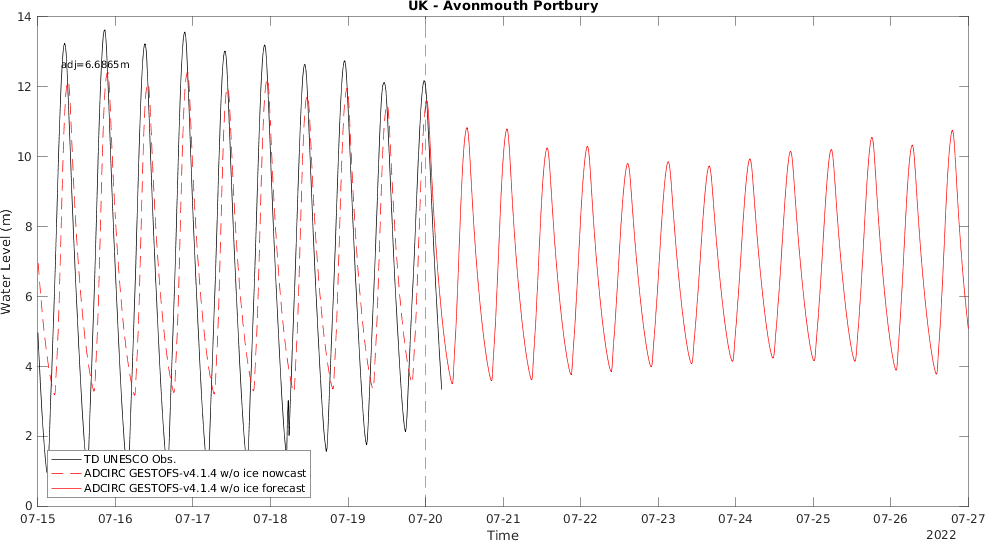 UK - Avonmouth Portbury
14
12
10
8
6
4
2
0
Water Level (m)
adj=6.6865m
TD UNESCO Obs.
ADCIRC GESTOFS-v4.1.4 w/o ice nowcast
ADCIRC GESTOFS-v4.1.4 w/o ice forecast
07-15 07-16 07-17 07-18 07-19 07-20 07-21 07-22 07-23 07-24 07-25 07-26 07-27
Time
2022